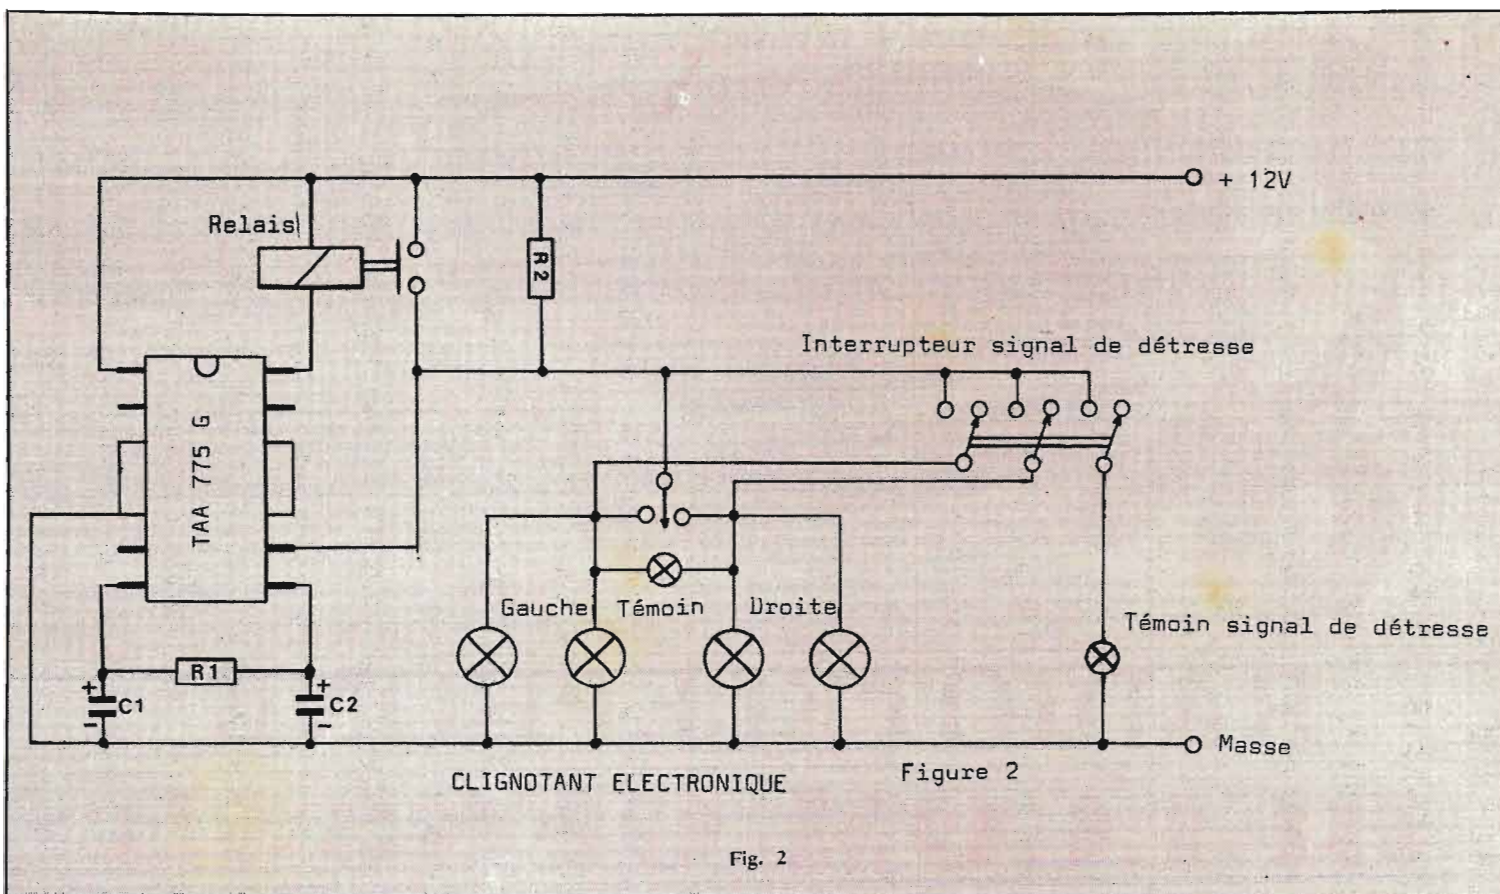 + 12V
Relais
R2
Interrupteur signal de détresse
TAA 775 G
Gauche Témoin Droite
Témoin signal de détresse
+ R1 +
C1 C2
- -
Masse
CLIGNOTANT ELECTRONIQUE Figure 2
Fig. 2